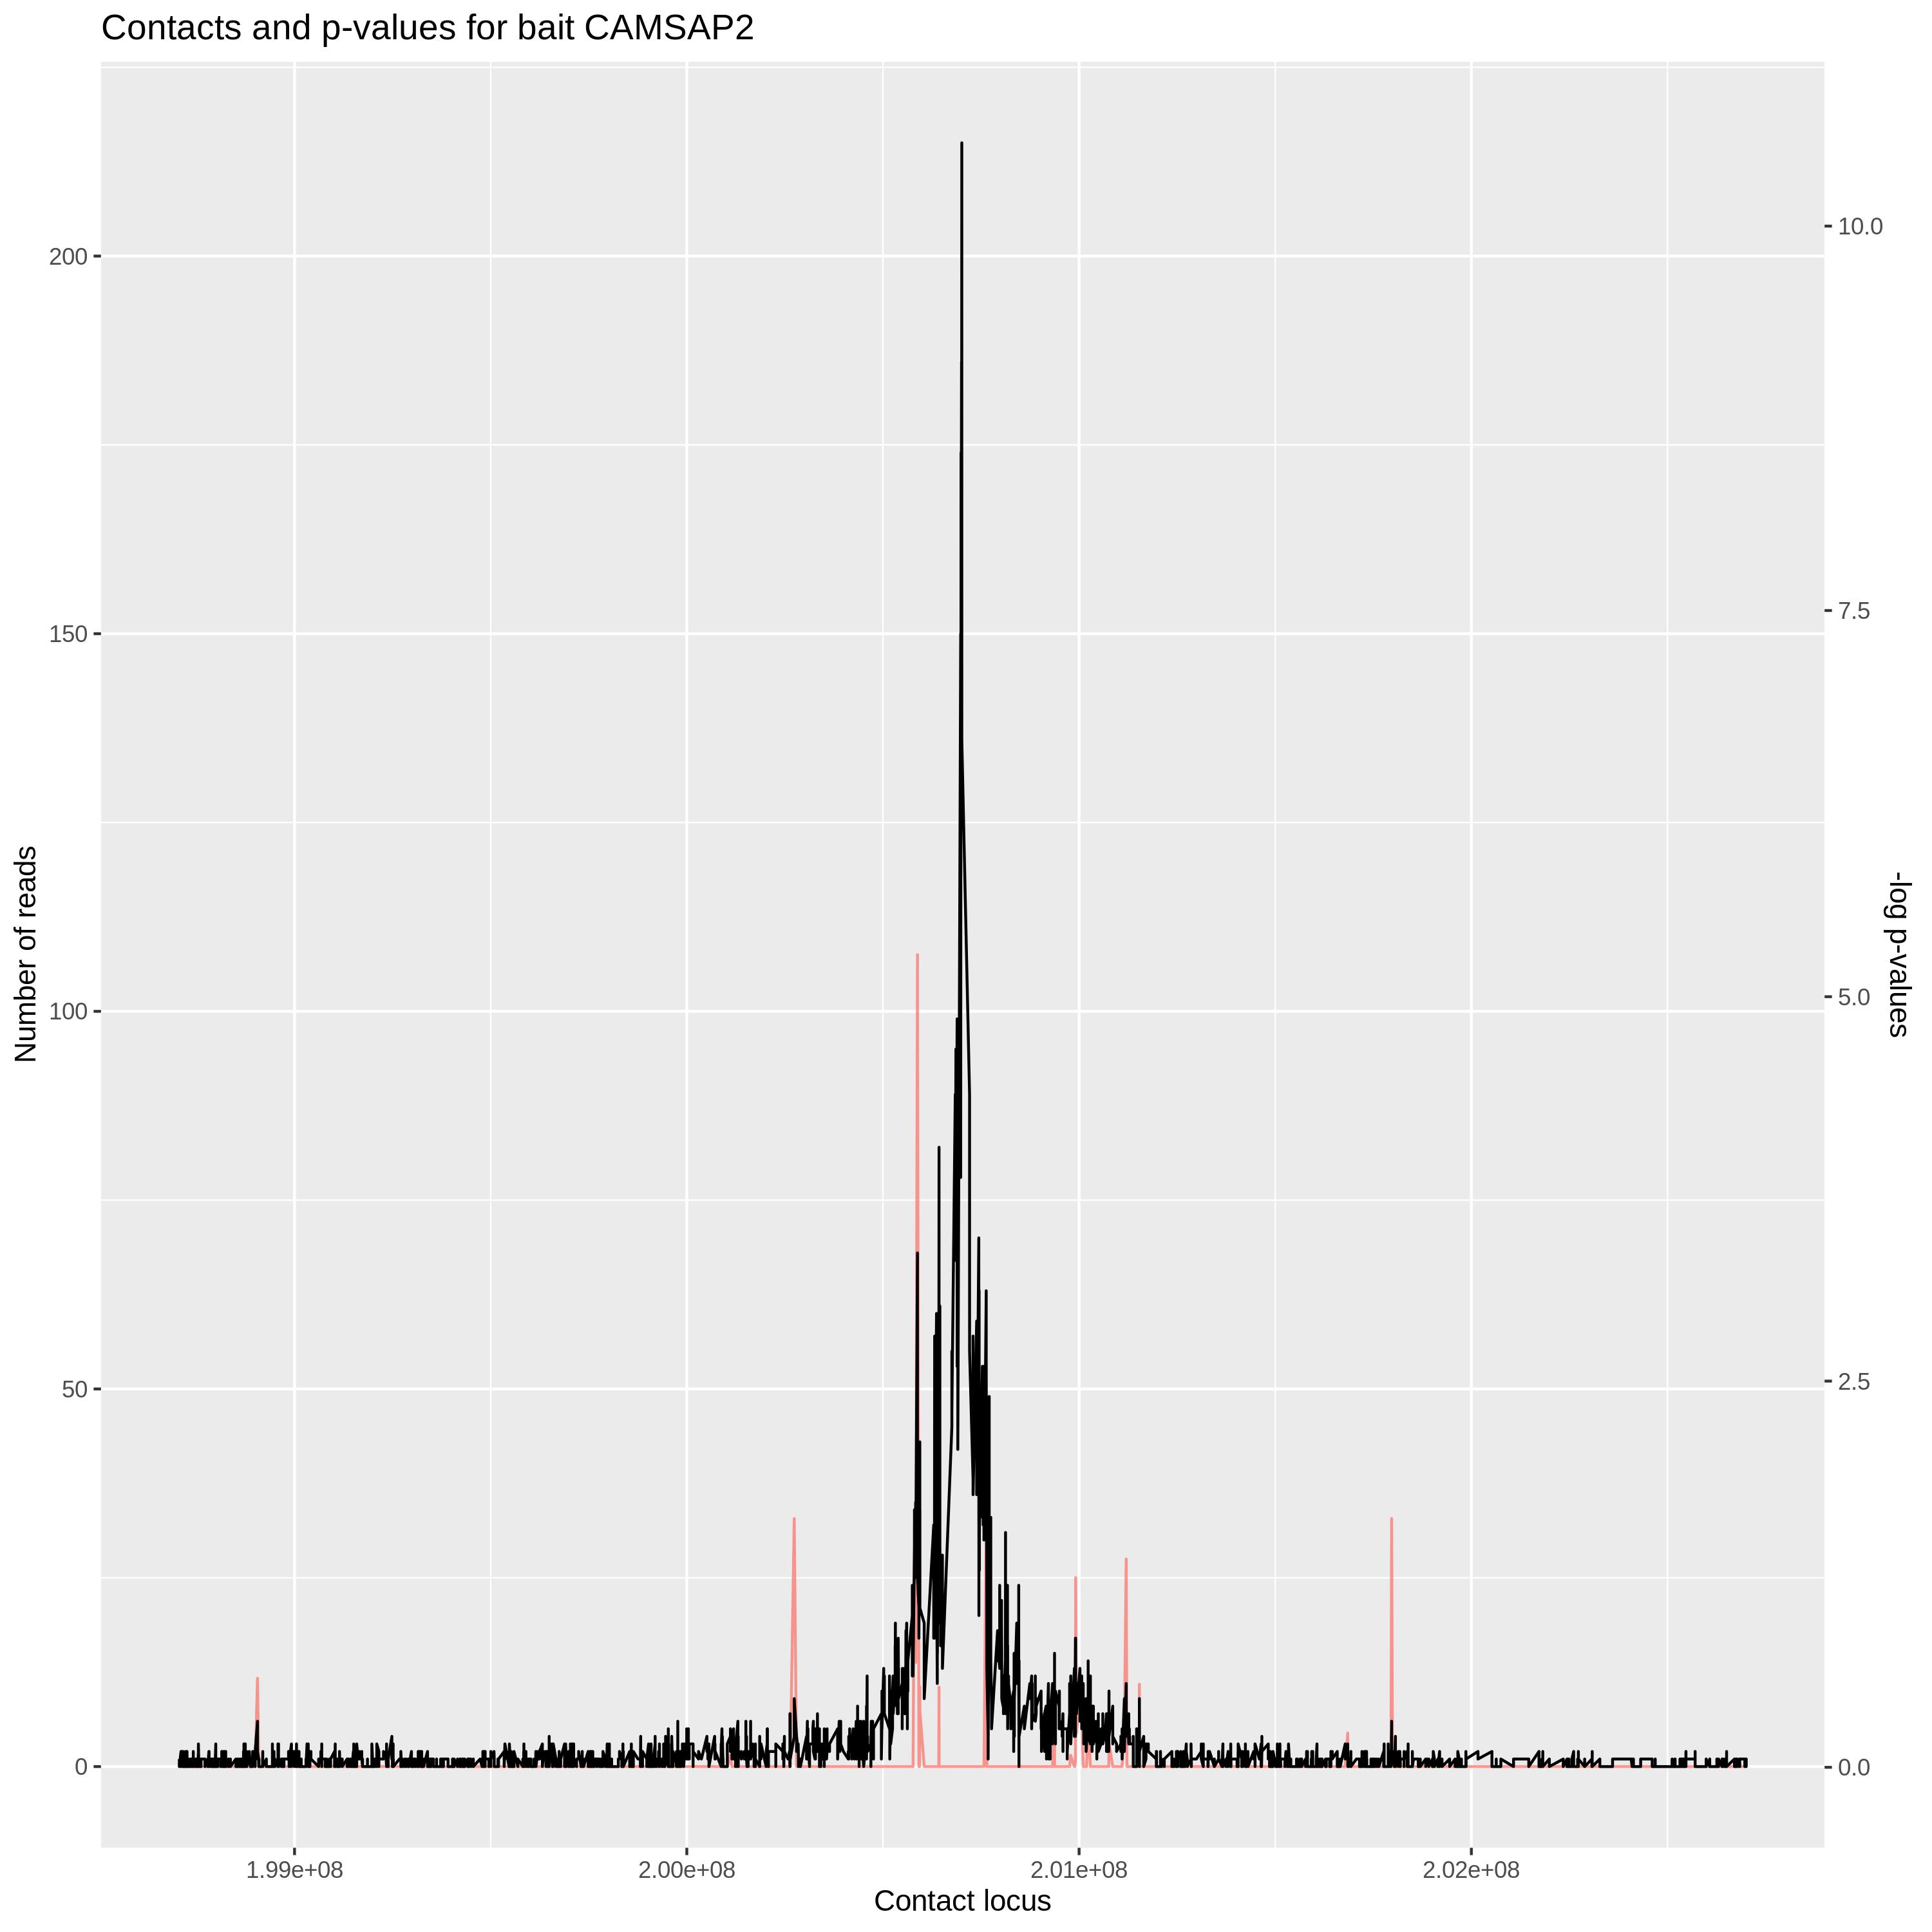 Contacts and p-values for bait CAMSAP2
200
150
100
50
0
Number of reads
10.0
7.5
5.0
2.5
0.0
-log p-values
1.99e+08
2.00e+08
2.01e+08
2.02e+08
Contact locus